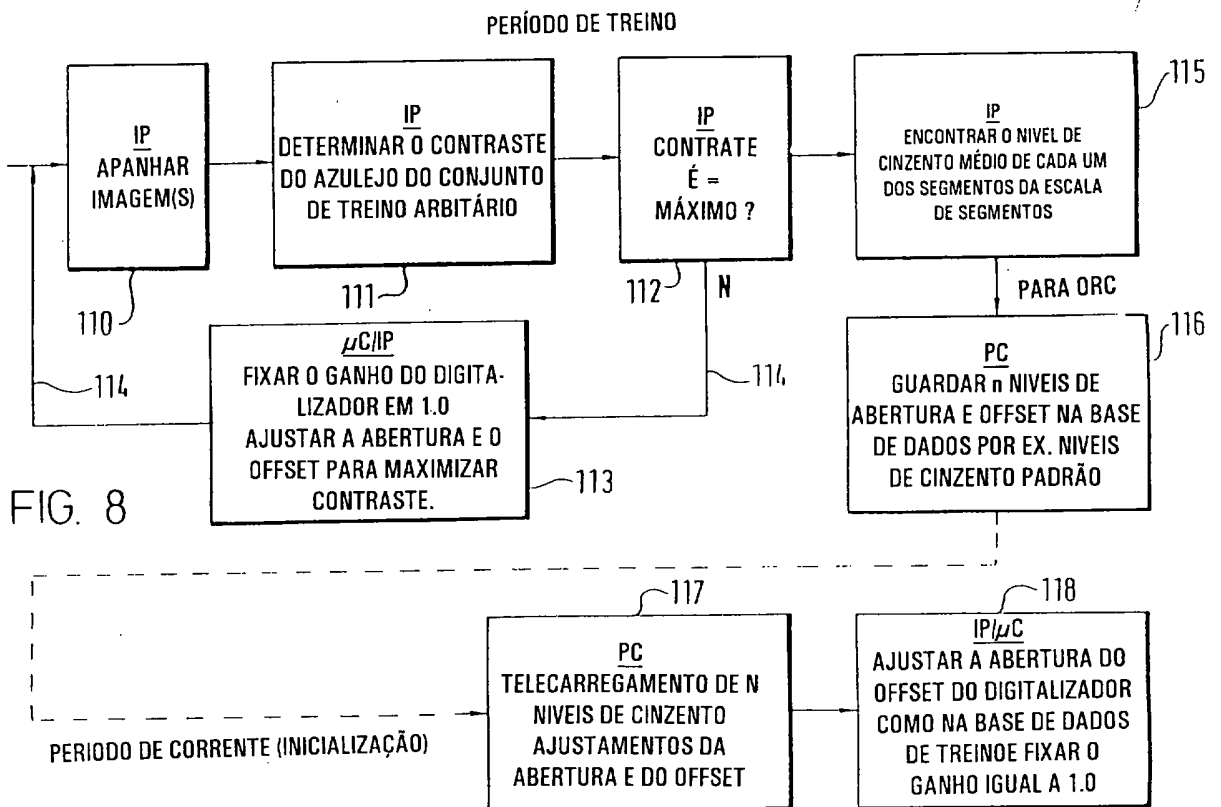 PERÍODO DE TREINO
IP
APANHAR
IMAGEM(S)
110
IP
DETERMINAR O CONTRASTE
DO AZULEJO DO CONJUNTO
DE TREINO ARBITÁRIO
111
IP
CONTRATE
É =
MÁXIMO ?
112
N
IP
ENCONTRAR O NIVEL DE
CINZENTO MÉDIO DE CADA UM
DOS SEGMENTOS DA ESCALA
DE SEGMENTOS
115
PARA ORC
114
µC/IP
FIXAR O GANHO DO DIGITA-
LIZADOR EM 1.0
AJUSTAR A ABERTURA E O
OFFSET PARA MAXIMIZAR
CONTRASTE.
113
114
PC
GUARDAR n NIVEIS DE
ABERTURA E OFFSET NA BASE
DE DADOS POR EX. NIVEIS
DE CINZENTO PADRÃO
116
FIG. 8
PERIODO DE CORRENTE (INICIALIZAÇÃO)
117
PC
TELECARREGAMENTO DE N
NIVEIS DE CINZENTO
AJUSTAMENTOS DA
ABERTURA E DO OFFSET
118
IP/µC
AJUSTAR A ABERTURA DO
OFFSET DO DIGITALIZADOR
COMO NA BASE DE DADOS
DE TREINOE FIXAR O
GANHO IGUAL A 1.0